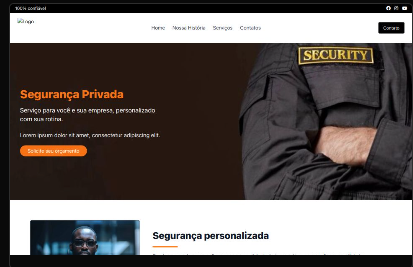 100% confiável
Logo
Home Nossa História Serviços Contatos
Contato
SECURITY
Segurança Privada
Serviço para você e sua empresa, personalizado
com sua rotina.
Lorem ipsum dolor sit amet, consectetur adipiscing elit.
Solicite seu orçamento
Segurança personalizada